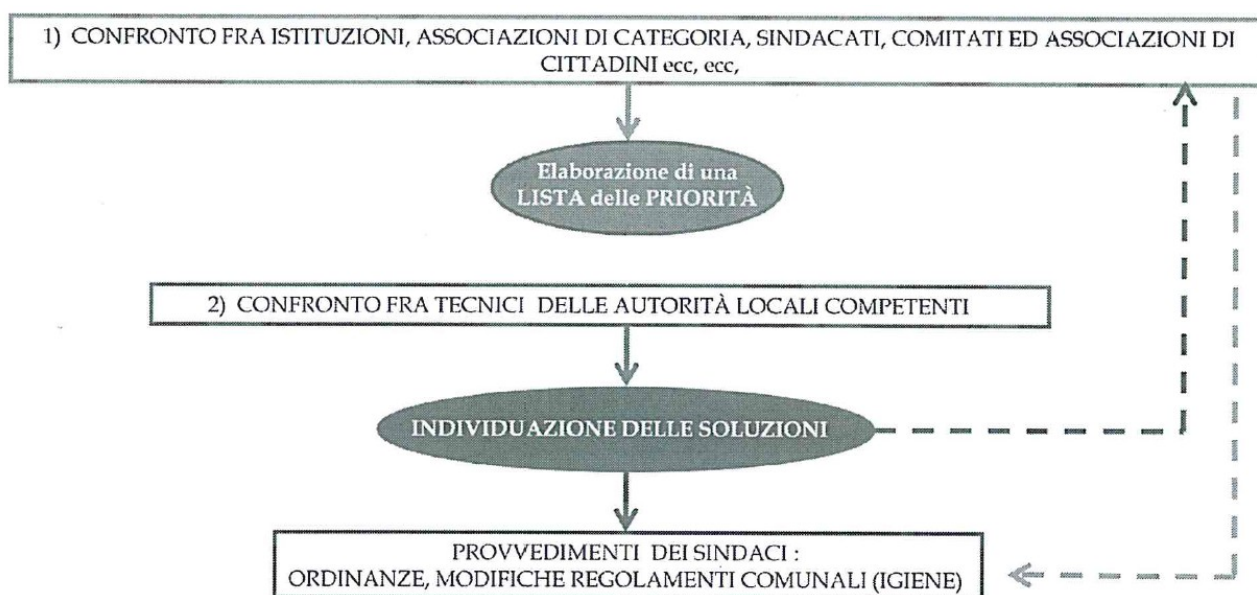 1) CONFRONTO FRA ISTITUZIONI, ASSOCIAZIONI DI CATEGORIA, SINDACATI, COMITATI ED ASSOCIAZIONI DI
CITTADINI ecc, ecc,
Elaborazione di una
LISTA delle PRIORITÀ
2) CONFRONTO FRA TECNICI DELLE AUTORITÀ LOCALI COMPETENTI
INDIVIDUAZIONE DELLE SOLUZIONI
PROVVEDIMENTI DEI SINDACI :
ORDINANZE, MODIFICHE REGOLAMENTI COMUNALI (IGIENE)